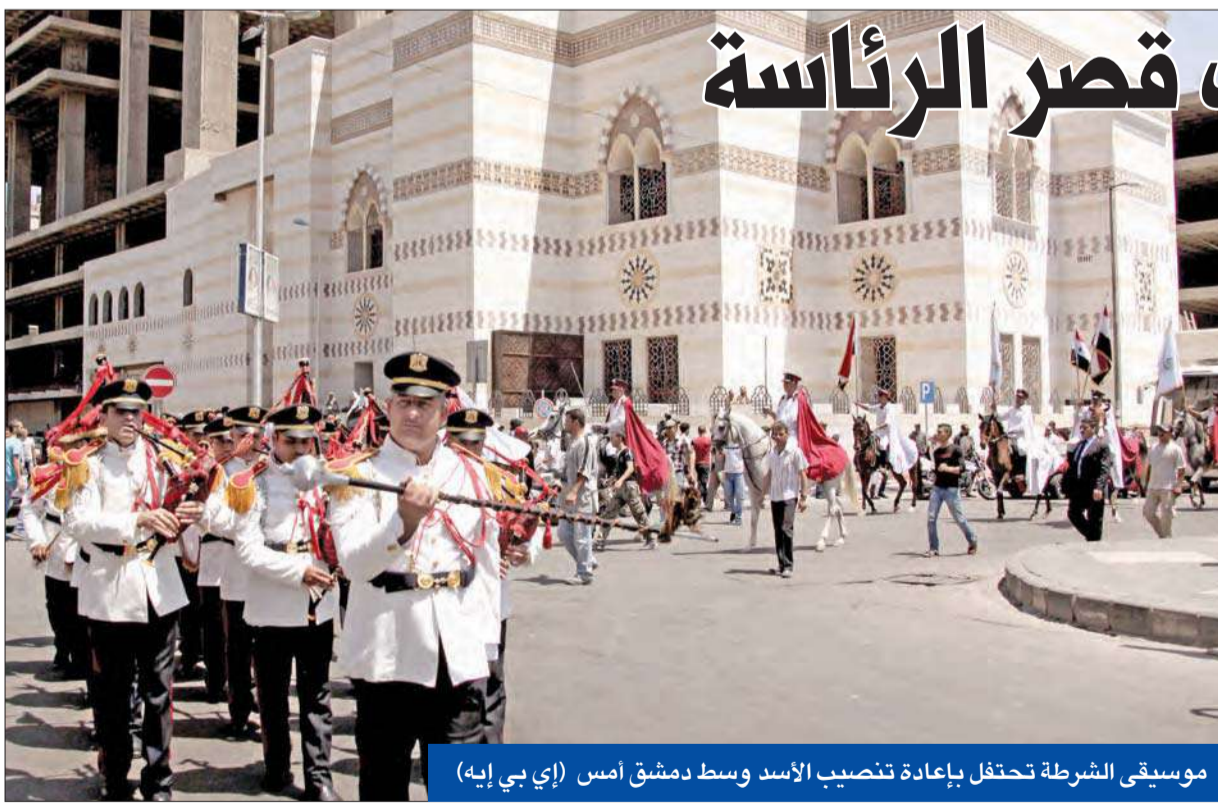 قصر الرئاسة
P
موسيقى الشرطة تحتفل بإعادة تنصيب الأسد وسط دمشق أمس (إي بي إيه)